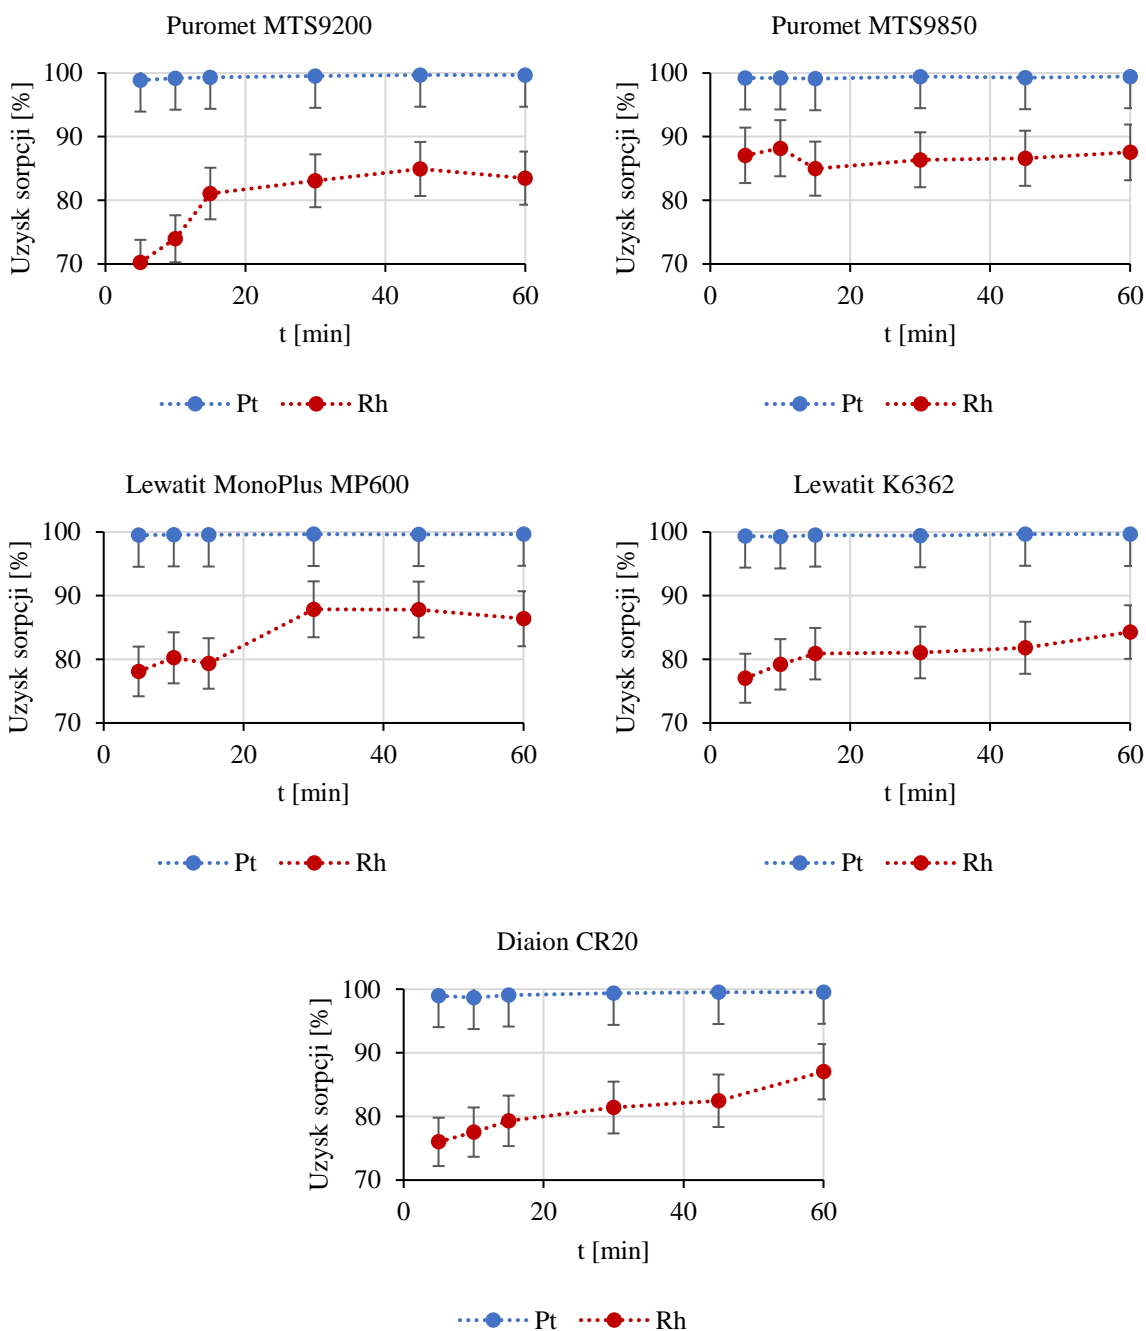 Puromet MTS9200
Uzysk sorpcji [%]
100
90
80
70
0 20 40 60
t [min]
Pt Rh
Puromet MTS9850
Uzysk sorpcji [%]
100
90
80
70
0 20 40 60
t [min]
Pt Rh
Lewatit MonoPlus MP600
Uzysk sorpcji [%]
100
90
80
70
0 20 40 60
t [min]
Pt Rh
Lewatit K6362
Uzysk sorpcji [%]
100
90
80
70
0 20 40 60
t [min]
Pt Rh
Diaion CR20
Uzysk sorpcji [%]
100
90
80
70
0 20 40 60
t [min]
Pt Rh